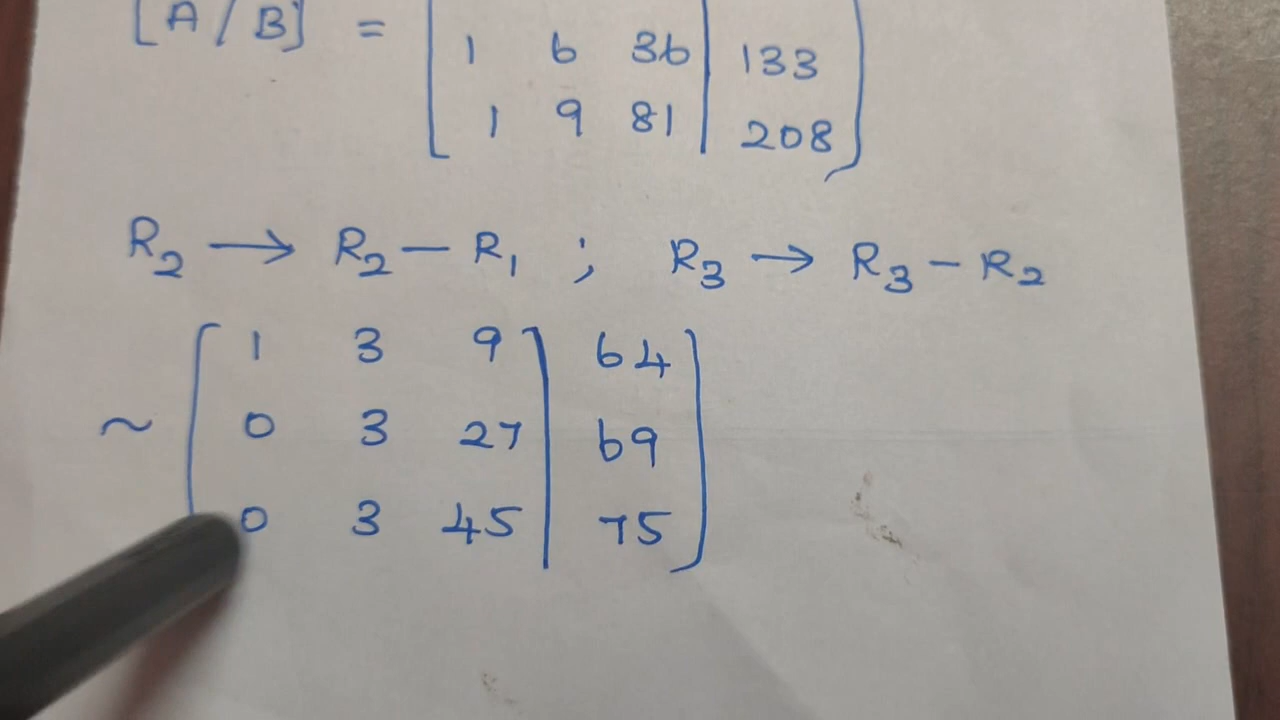 [A/B] =
1 6 36 | 133
1 9 81 | 208
R₂ → R₂ – R₁ ; R₃ → R₃ – R₂
1 3 9 | 64
~ 0 3 27 | 69
0 3 45 | 75